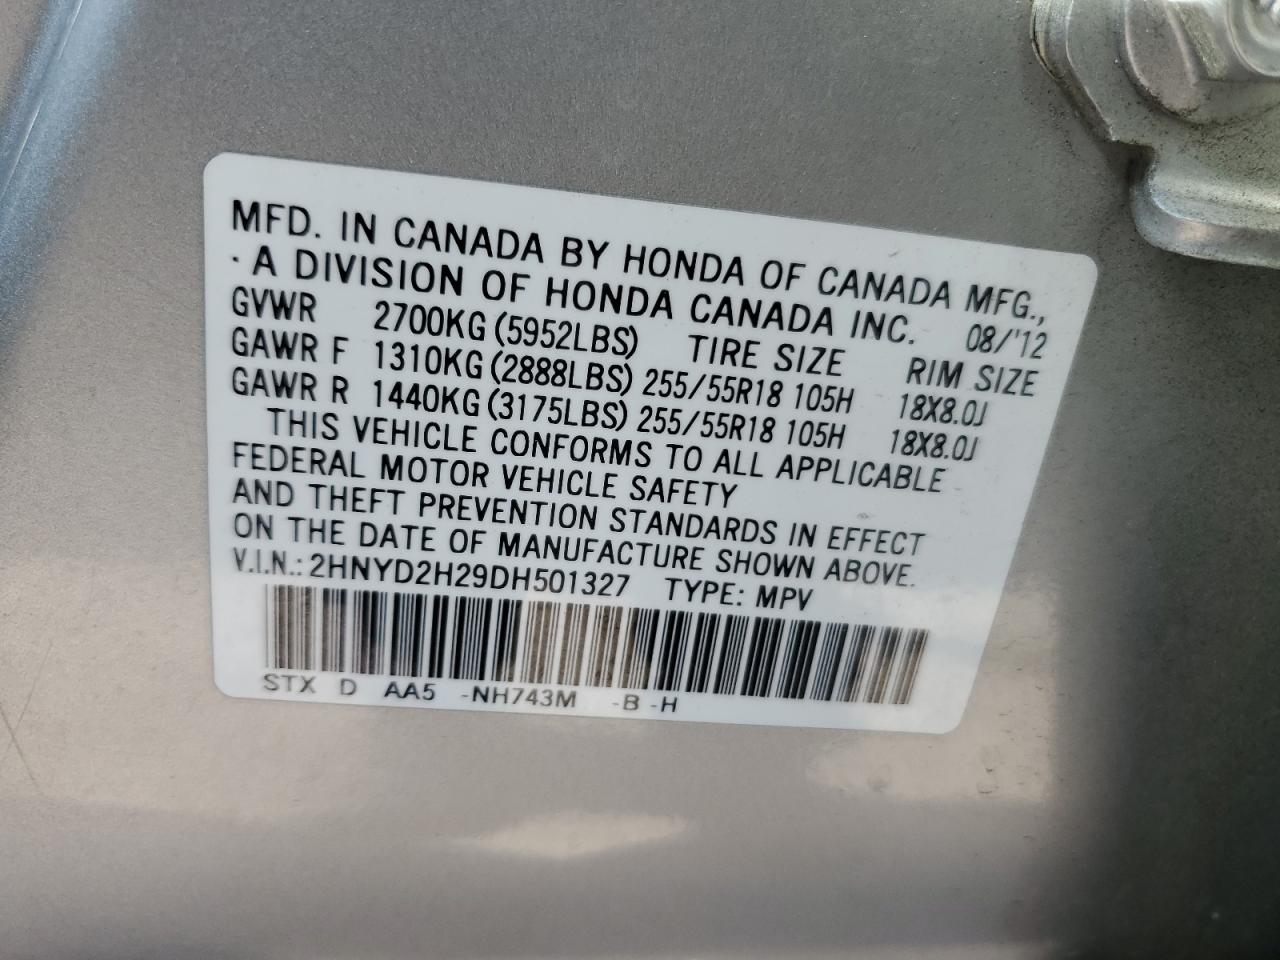 MFD. IN CANADA BY HONDA OF CANADA MFG.,
· A DIVISION OF HONDA CANADA INC. 08/'12
GVWR 2700KG (5952LBS) TIRE SIZE RIM SIZE
GAWR F 1310KG (2888LBS) 255/55R18 105H 18X8.0J
GAWR R 1440KG (3175LBS) 255/55R18 105H 18X8.0J
THIS VEHICLE CONFORMS TO ALL APPLICABLE
FEDERAL MOTOR VEHICLE SAFETY
AND THEFT PREVENTION STANDARDS IN EFFECT
ON THE DATE OF MANUFACTURE SHOWN ABOVE.
V.I.N.: 2HNYD2H29DH501327 TYPE: MPV
STX D AA5 -NH743M -B -H